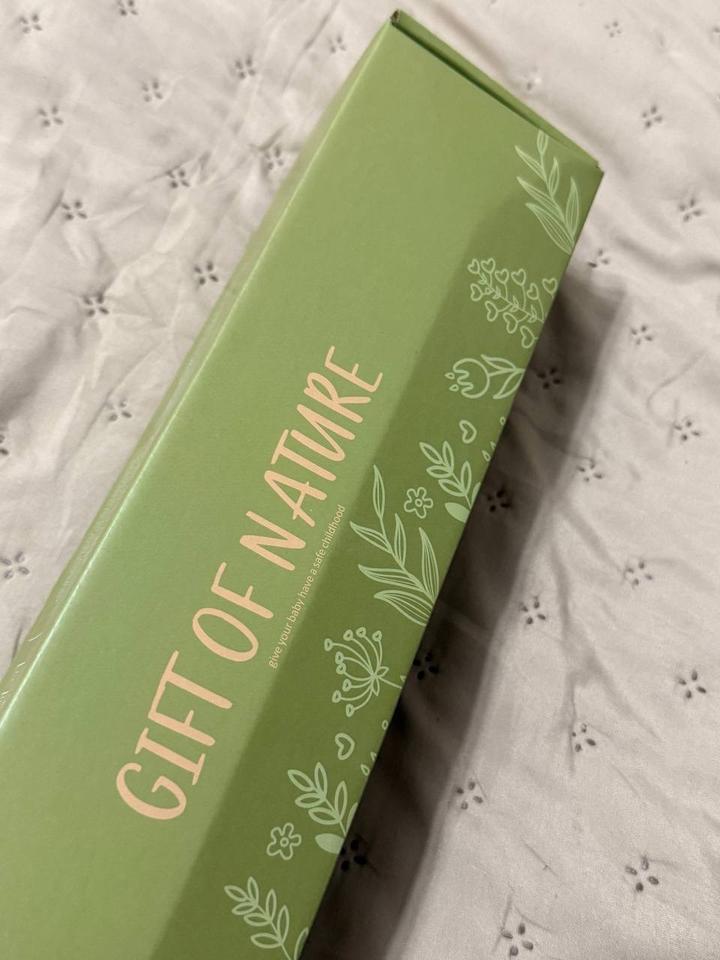 GIFT OF NATURE
give your baby have a safe childhood